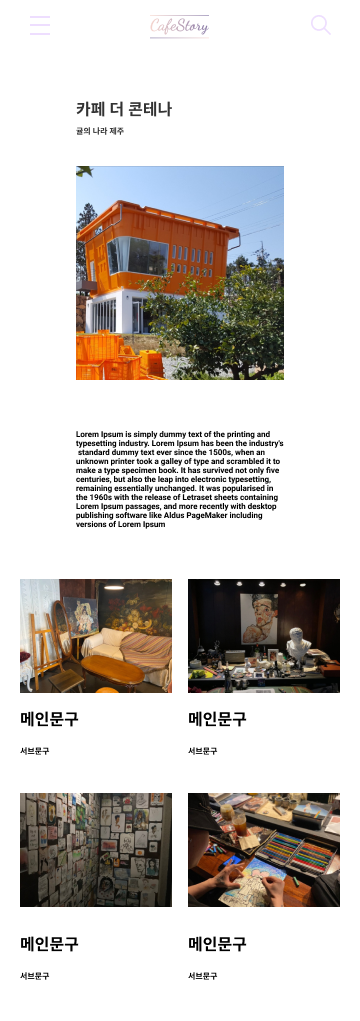 CafeStory
카페 더 콘테나
귤의 나라 제주
Lorem Ipsum is simply dummy text of the printing and
typesetting industry. Lorem Ipsum has been the industry's
standard dummy text ever since the 1500s, when an
unknown printer took a galley of type and scrambled it to
make a type specimen book. It has survived not only five
centuries, but also the leap into electronic typesetting,
remaining essentially unchanged. It was popularised in
the 1960s with the release of Letraset sheets containing
Lorem Ipsum passages, and more recently with desktop
publishing software like Aldus PageMaker including
versions of Lorem Ipsum
메인문구
메인문구
서브문구
서브문구
메인문구
메인문구
서브문구
서브문구